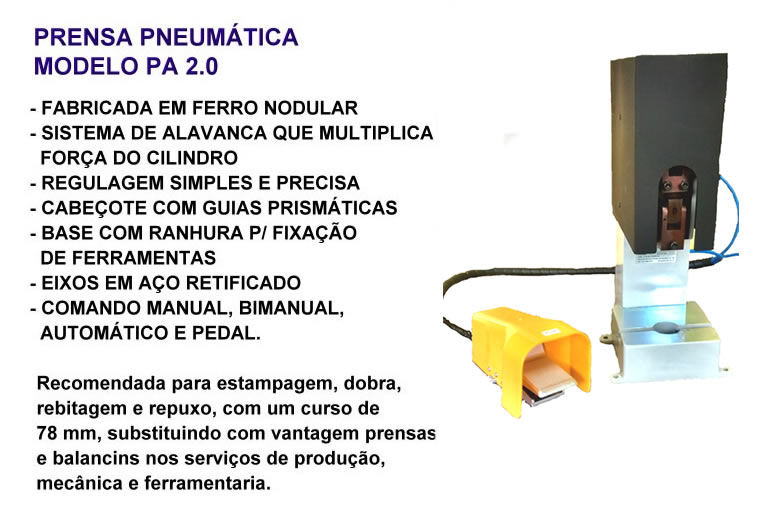 PRENSA PNEUMÁTICA
MODELO PA 2.0
- FABRICADA EM FERRO NODULAR
- SISTEMA DE ALAVANCA QUE MULTIPLICA
FORÇA DO CILINDRO
- REGULAGEM SIMPLES E PRECISA
- CABEÇOTE COM GUIAS PRISMÁTICAS
- BASE COM RANHURA P/ FIXAÇÃO
DE FERRAMENTAS
- EIXOS EM AÇO RETIFICADO
- COMANDO MANUAL, BIMANUAL,
AUTOMÁTICO E PEDAL.
Recomendada para estampagem, dobra,
rebitagem e repuxo, com um curso de
78 mm, substituindo com vantagem prensas
e balancins nos serviços de produção,
mecânica e ferramentaria.